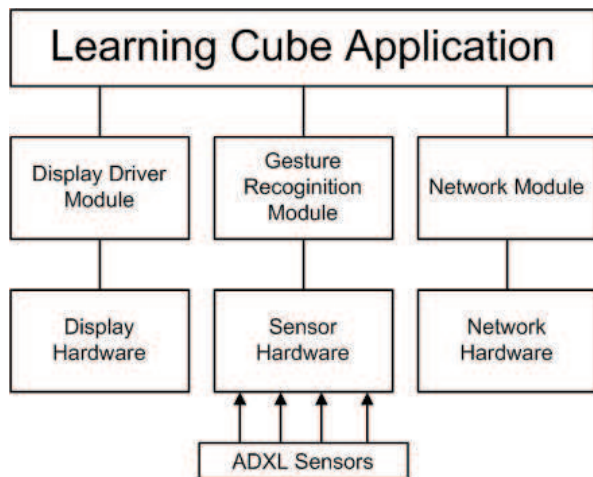 Learning Cube Application
Display Driver
Module
Gesture
Recoginition
Module
Network Module
Display
Hardware
Sensor
Hardware
Network
Hardware
ADXL Sensors